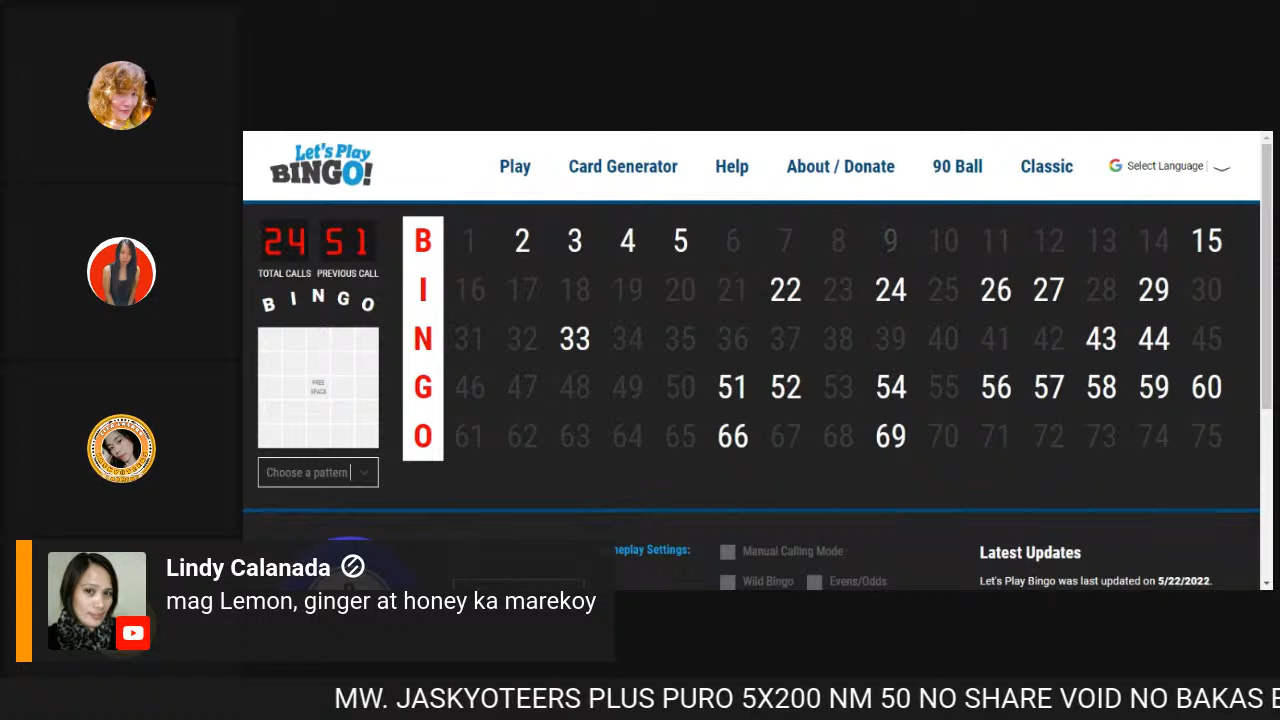 Let's Play
BINGO!
Play Card Generator Help About / Donate 90 Ball Classic Select Language
24 51
TOTAL CALLS PREVIOUS CALL
B I N G O
FREE
SPACE
Choose a pattern
B 1 2 3 4 5 6 7 8 9 10 11 12 13 14 15
I 16 17 18 19 20 21 22 23 24 25 26 27 28 29 30
N 31 32 33 34 35 36 37 38 39 40 41 42 43 44 45
G 46 47 48 49 50 51 52 53 54 55 56 57 58 59 60
O 61 62 63 64 65 66 67 68 69 70 71 72 73 74 75
neplay Settings: Manual Calling Mode
Wild Bingo Evens/Odds
Latest Updates
Let's Play Bingo was last updated on 5/22/2022.
Lindy Calanada
mag Lemon, ginger at honey ka marekoy
MW. JASKYOTEERS PLUS PURO 5X200 NM 50 NO SHARE VOID NO BAKAS